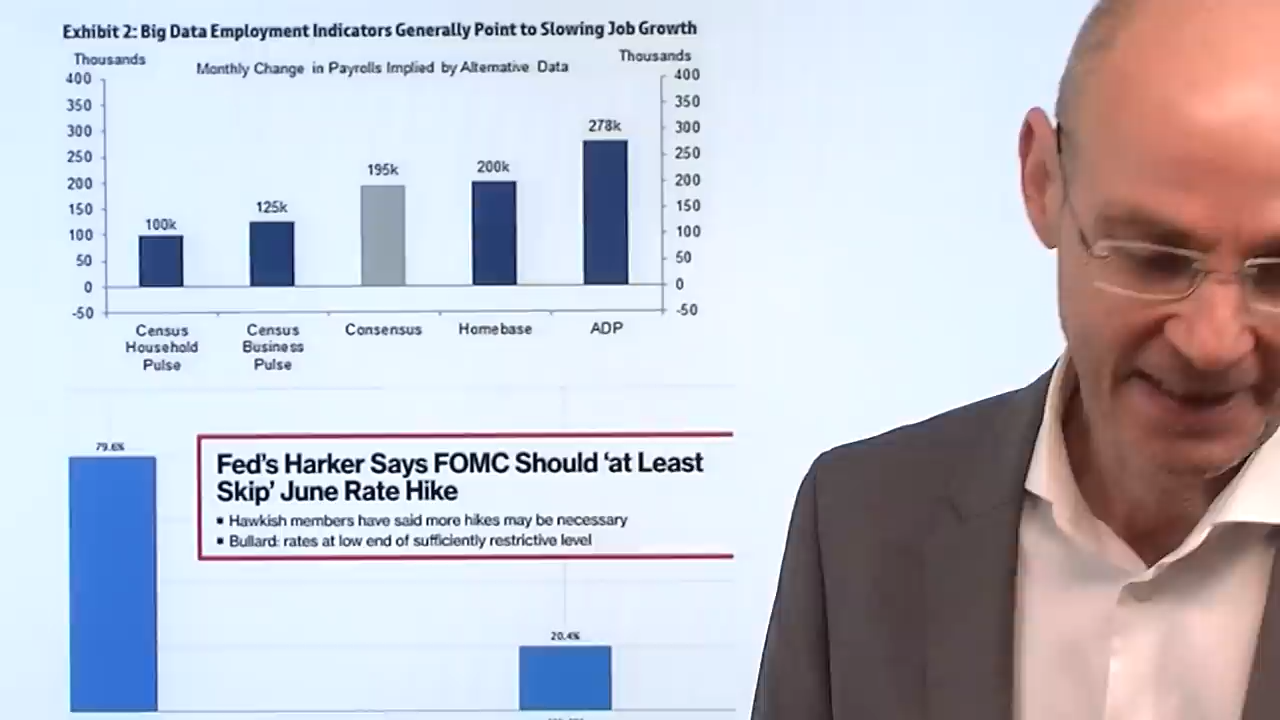 Exhibit 2: Big Data Employment Indicators Generally Point to Slowing Job Growth
Thousands
Thousands
Monthly Change in Payrolls Implied by Alternative Data
400
350
300
250
200
150
100
50
0
-50
100k
125k
195k
200k
278k
400
350
300
250
200
150
100
50
0
-50
Census Household Pulse
Census Business Pulse
Consensus
Homebase
ADP
79.6%
Fed's Harker Says FOMC Should 'at Least
Skip' June Rate Hike
▪ Hawkish members have said more hikes may be necessary
▪ Bullard: rates at low end of sufficiently restrictive level
20.4%